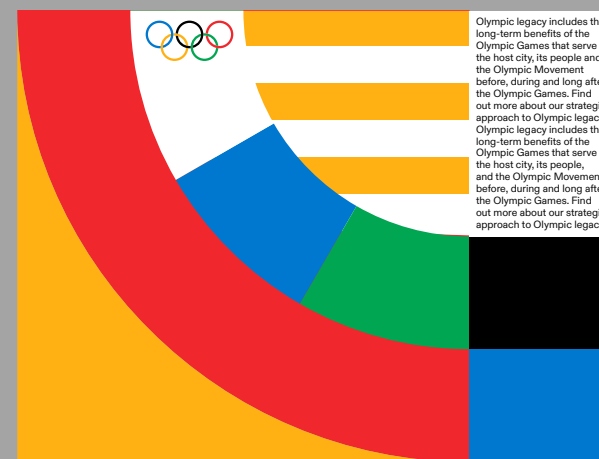 Olympic legacy includes th
long-term benefits of the
Olympic Games that serve
the host city, its people and
the Olympic Movement
before, during and long afte
the Olympic Games. Find
out more about our strategi
approach to Olympic legac
Olympic legacy includes th
long-term benefits of the
Olympic Games that serve
the host city, its people,
and the Olympic Movemen
before, during and long afte
the Olympic Games. Find
out more about our strategi
approach to Olympic legac